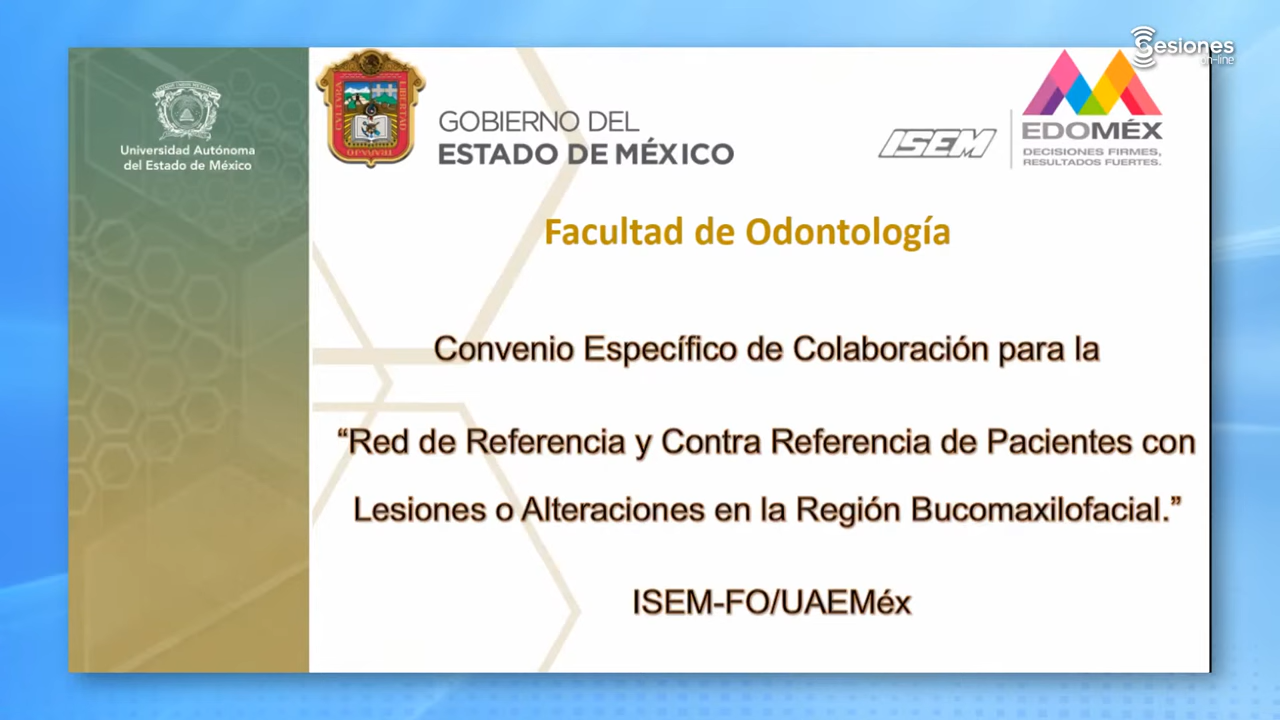 Sesiones
on-line
Universidad Autónoma
del Estado de México
GOBIERNO DEL
ESTADO DE MÉXICO
ISEM
EDOMÉX
DECISIONES FIRMES,
RESULTADOS FUERTES.
Facultad de Odontología
Convenio Específico de Colaboración para la
“Red de Referencia y Contra Referencia de Pacientes con
Lesiones o Alteraciones en la Región Bucomaxilofacial.”
ISEM-FO/UAEMéx